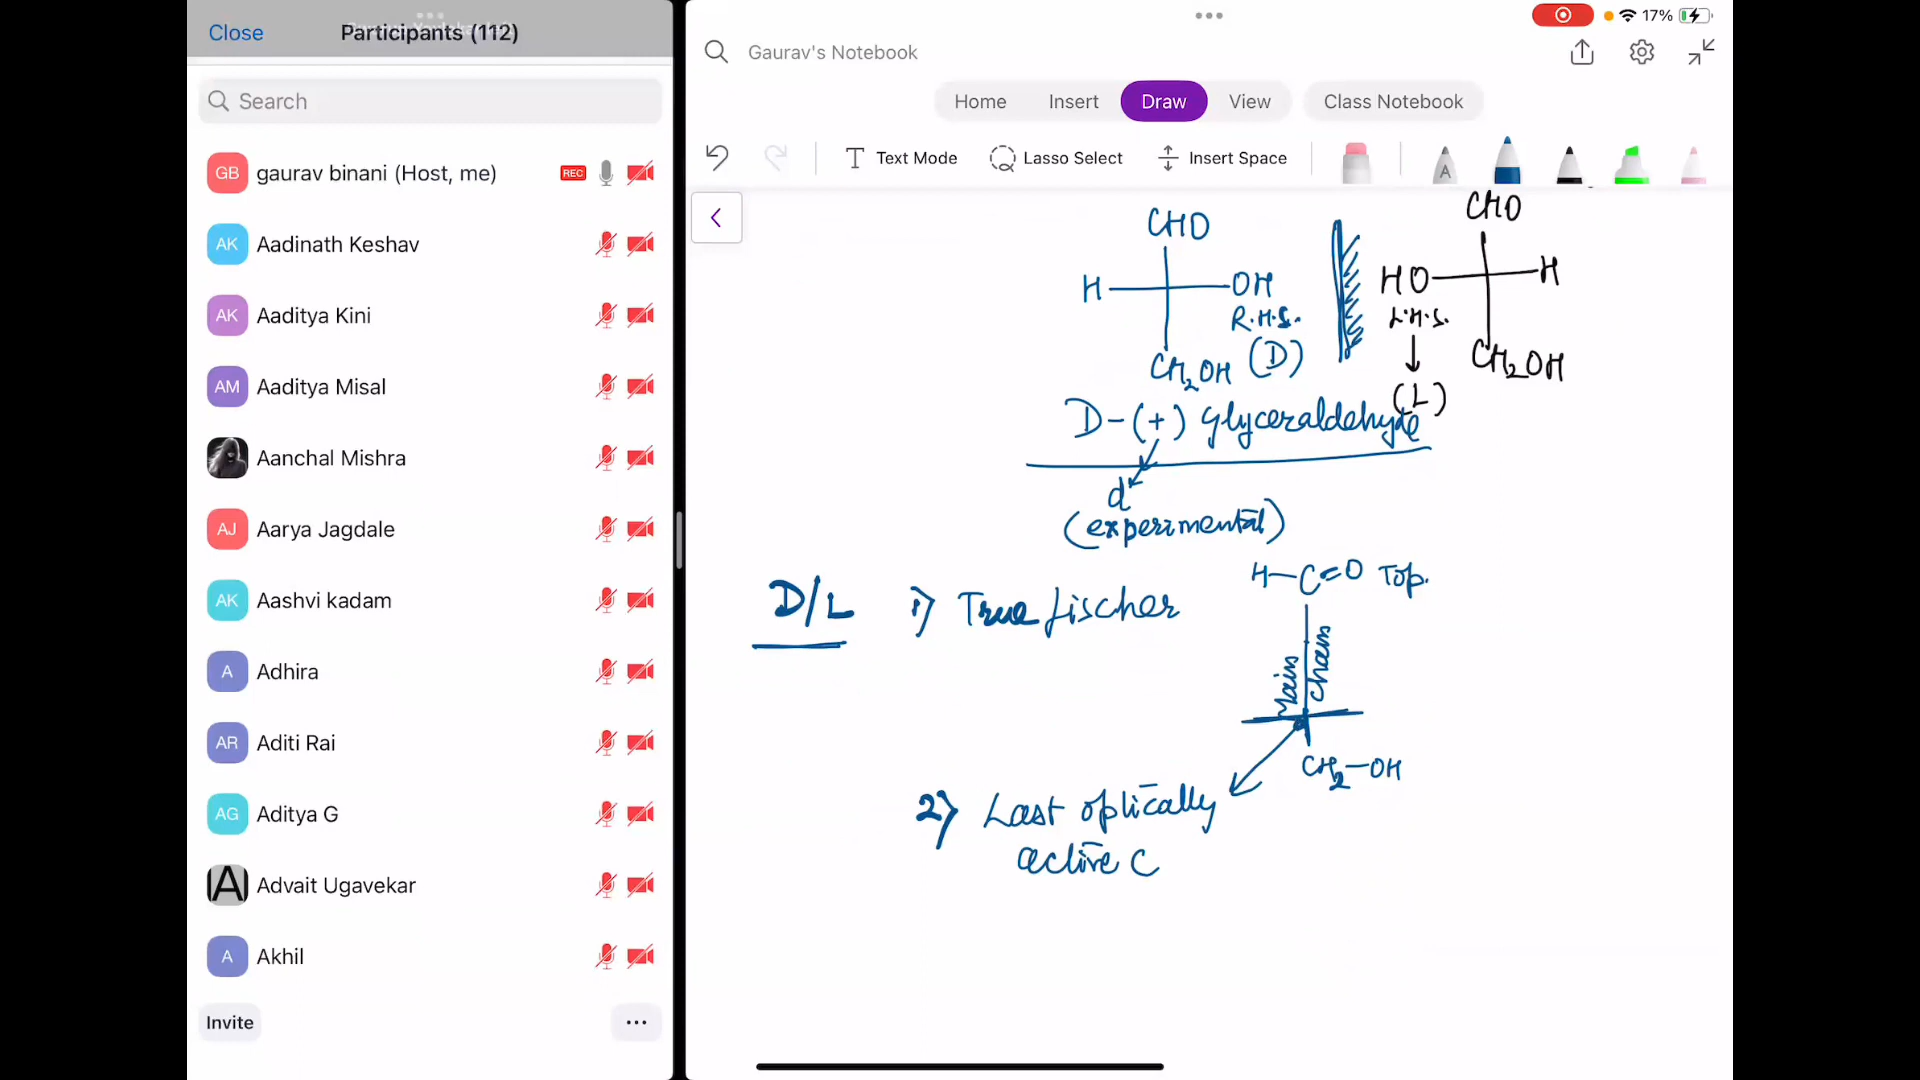 Close
Participants (112)
Search
GB gaurav binani (Host, me) REC
AK Aadinath Keshav
AK Aaditya Kini
AM Aaditya Misal
Aanchal Mishra
AJ Aarya Jagdale
AK Aashvi kadam
A Adhira
AR Aditi Rai
AG Aditya G
A Advait Ugavekar
A Akhil
Invite
17%
Gaurav's Notebook
Home Insert Draw View Class Notebook
Text Mode Lasso Select Insert Space
A
CHO
H OH
R.H.S.
CH2OH (D)
CHO
HO H
L.H.S.
CH2OH
(L)
D-(+) Glyceraldehyde
d
(experimental)
D/L 1) True fischer
H-C=O Top.
Main chain
CH2-OH
2) Last optically
active C